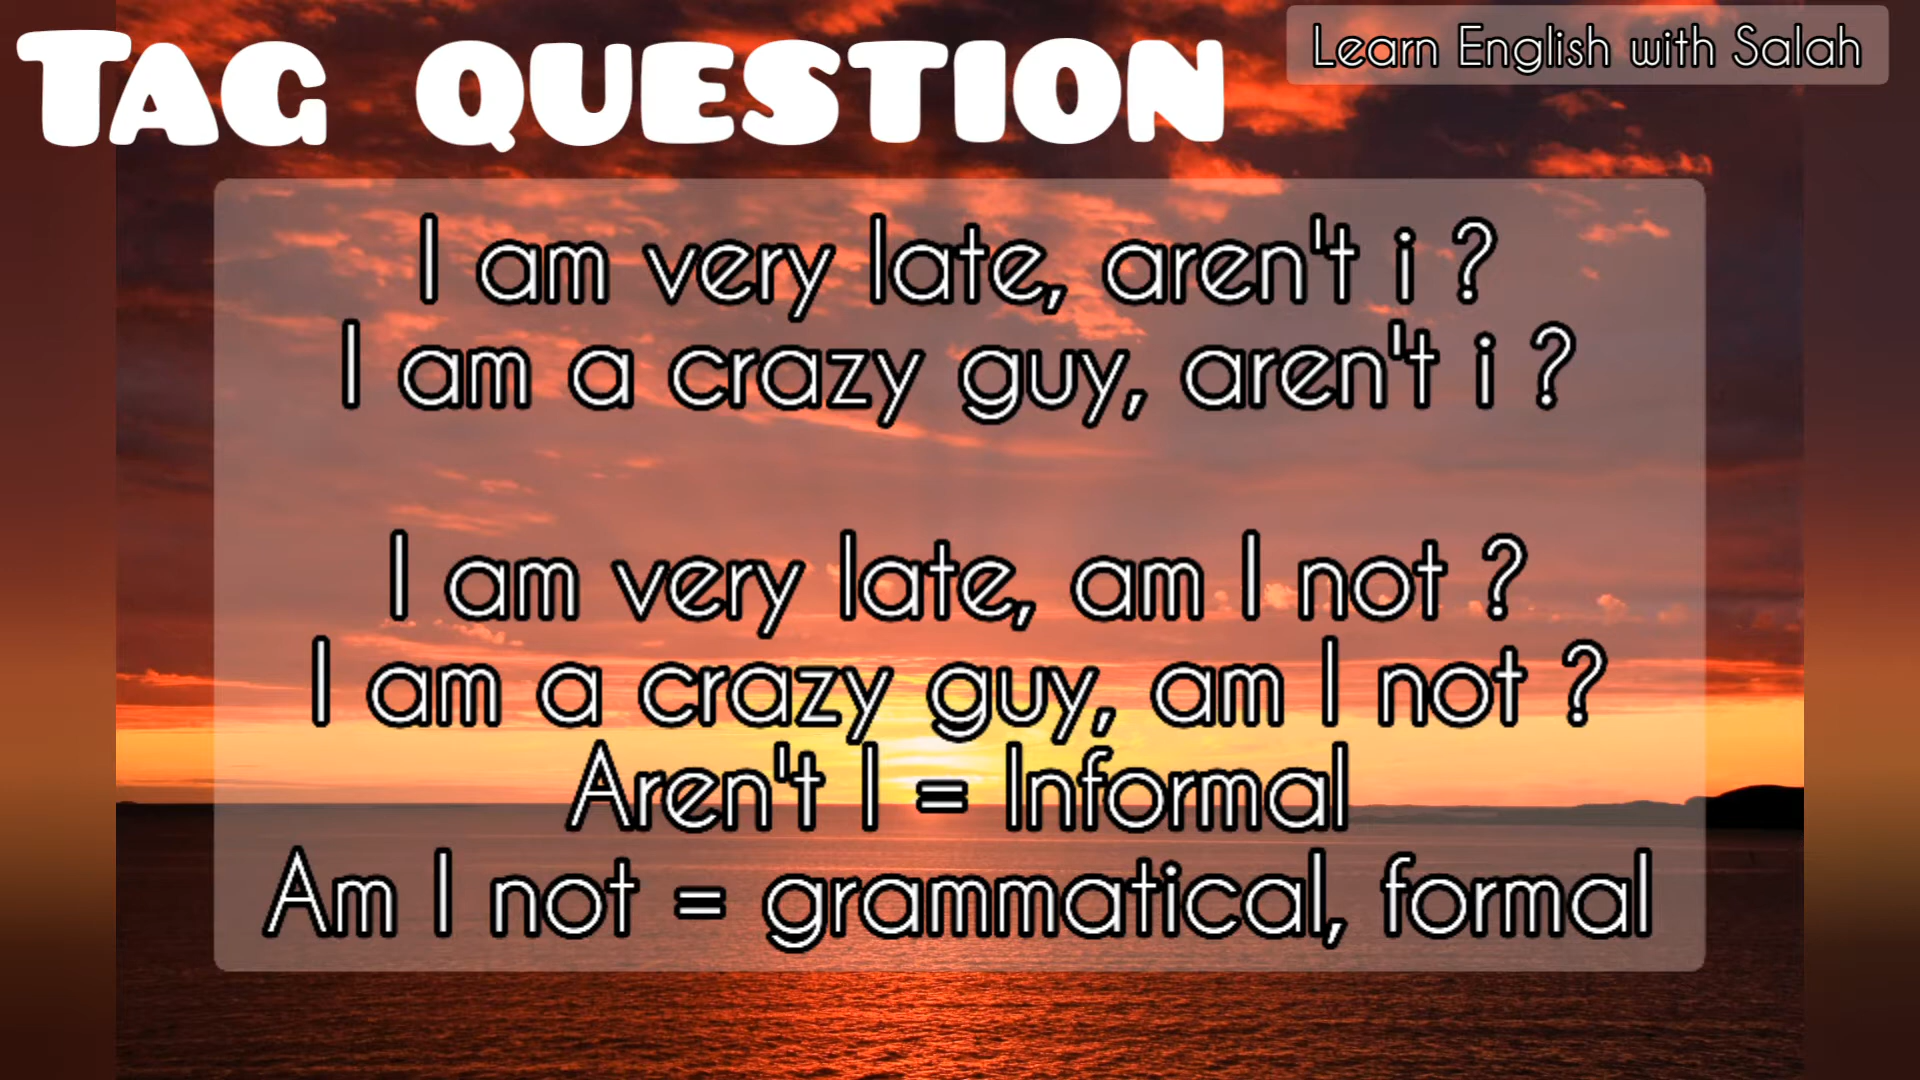 TAG QUESTION
Learn English with Salah
I am very late, aren't i ?
I am a crazy guy, aren't i ?
I am very late, am I not ?
I am a crazy guy, am I not ?
Aren't I = Informal
Am I not = grammatical, formal